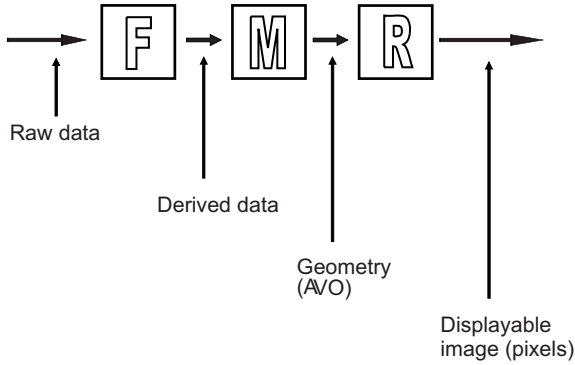 F M R
Raw data
Derived data
Geometry
(AVO)
Displayable
image (pixels)